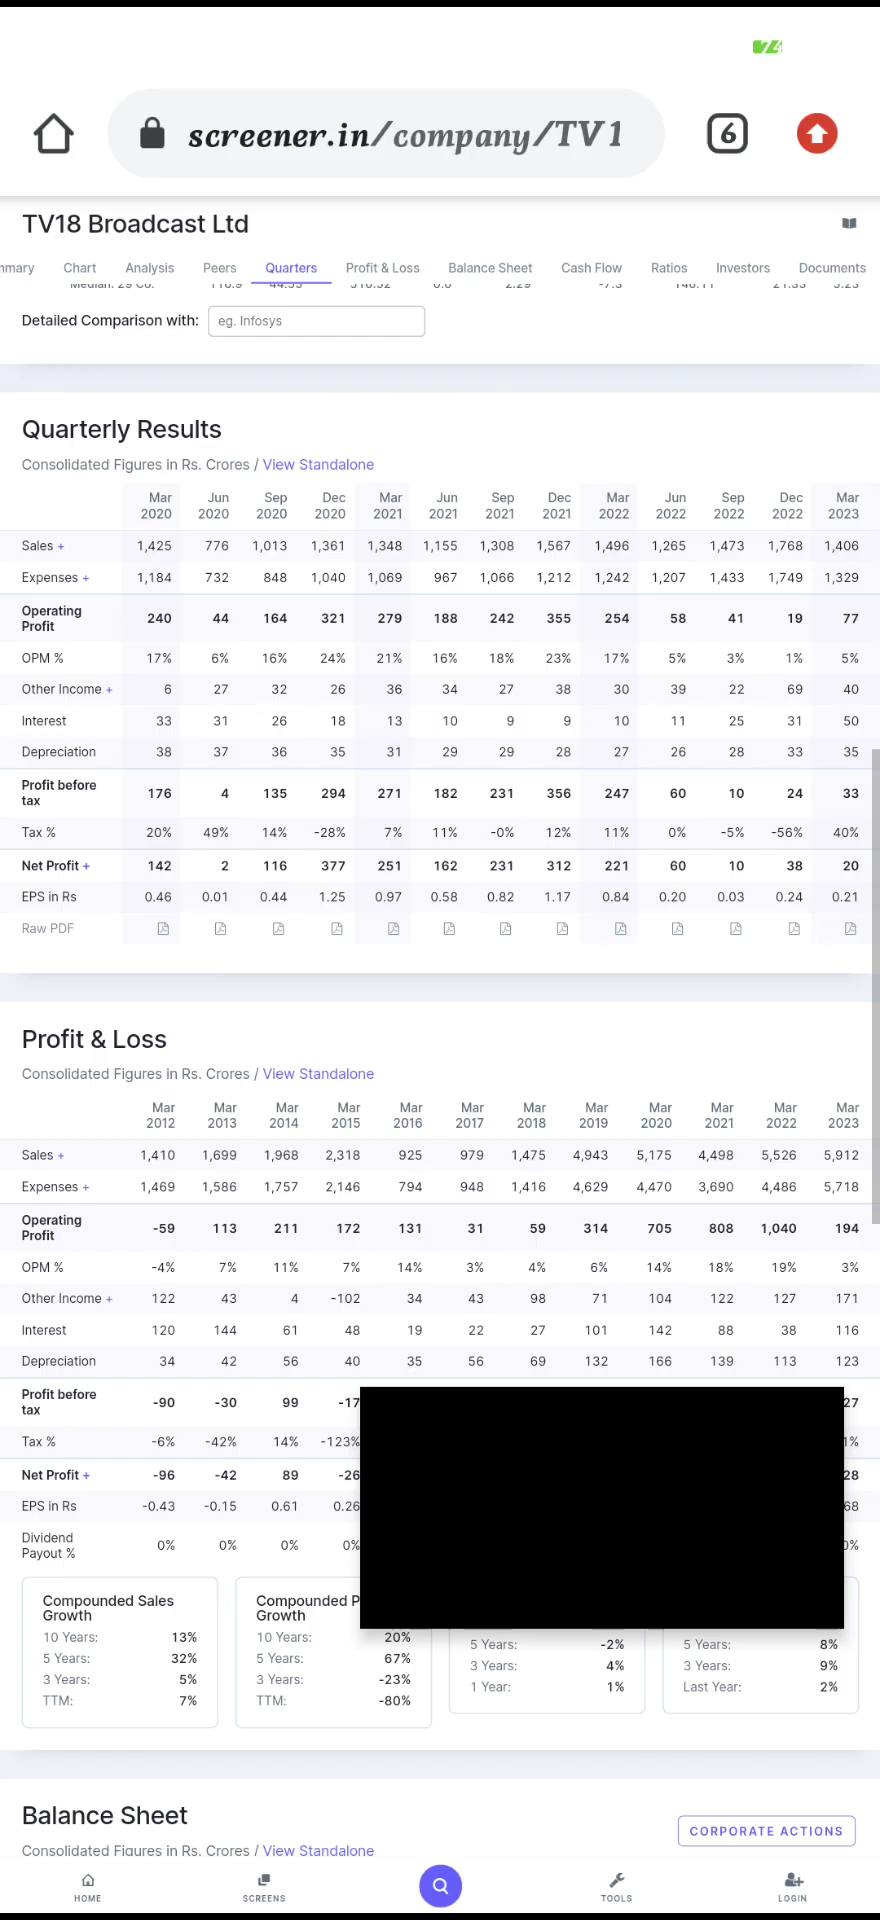 74
screener.in/company/TV1
6
TV18 Broadcast Ltd
mmary Chart Analysis Peers Quarters Profit & Loss Balance Sheet Cash Flow Ratios Investors Documents
Detailed Comparison with: eg. Infosys
Quarterly Results
Consolidated Figures in Rs. Crores / View Standalone
Mar 2020 Jun 2020 Sep 2020 Dec 2020 Mar 2021 Jun 2021 Sep 2021 Dec 2021 Mar 2022 Jun 2022 Sep 2022 Dec 2022 Mar 2023
Sales + 1,425 776 1,013 1,361 1,348 1,155 1,308 1,567 1,496 1,265 1,473 1,768 1,406
Expenses + 1,184 732 848 1,040 1,069 967 1,066 1,212 1,242 1,207 1,433 1,749 1,329
Operating Profit 240 44 164 321 279 188 242 355 254 58 41 19 77
OPM % 17% 6% 16% 24% 21% 16% 18% 23% 17% 5% 3% 1% 5%
Other Income + 6 27 32 26 36 34 27 38 30 39 22 69 40
Interest 33 31 26 18 13 10 9 9 10 11 25 31 50
Depreciation 38 37 36 35 31 29 29 28 27 26 28 33 35
Profit before tax 176 4 135 294 271 182 231 356 247 60 10 24 33
Tax % 20% 49% 14% -28% 7% 11% -0% 12% 11% 0% -5% -56% 40%
Net Profit + 142 2 116 377 251 162 231 312 221 60 10 38 20
EPS in Rs 0.46 0.01 0.44 1.25 0.97 0.58 0.82 1.17 0.84 0.20 0.03 0.24 0.21
Raw PDF
Profit & Loss
Consolidated Figures in Rs. Crores / View Standalone
Mar 2012 Mar 2013 Mar 2014 Mar 2015 Mar 2016 Mar 2017 Mar 2018 Mar 2019 Mar 2020 Mar 2021 Mar 2022 Mar 2023
Sales + 1,410 1,699 1,968 2,318 925 979 1,475 4,943 5,175 4,498 5,526 5,912
Expenses + 1,469 1,586 1,757 2,146 794 948 1,416 4,629 4,470 3,690 4,486 5,718
Operating Profit -59 113 211 172 131 31 59 314 705 808 1,040 194
OPM % -4% 7% 11% 7% 14% 3% 4% 6% 14% 18% 19% 3%
Other Income + 122 43 4 -102 34 43 98 71 104 122 127 171
Interest 120 144 61 48 19 22 27 101 142 88 38 116
Depreciation 34 42 56 40 35 56 69 132 166 139 113 123
Profit before tax -90 -30 99 -17 27
Tax % -6% -42% 14% -123% 1%
Net Profit + -96 -42 89 -26 28
EPS in Rs -0.43 -0.15 0.61 0.26 68
Dividend Payout % 0% 0% 0% 0% 0%
Compounded Sales Growth
10 Years: 13%
5 Years: 32%
3 Years: 5%
TTM: 7%
Compounded P
Growth
10 Years: 20%
5 Years: 67%
3 Years: -23%
TTM: -80%
5 Years: -2%
3 Years: 4%
1 Year: 1%
5 Years: 8%
3 Years: 9%
Last Year: 2%
Balance Sheet
CORPORATE ACTIONS
Consolidated Figures in Rs. Crores / View Standalone
HOME SCREENS TOOLS LOGIN